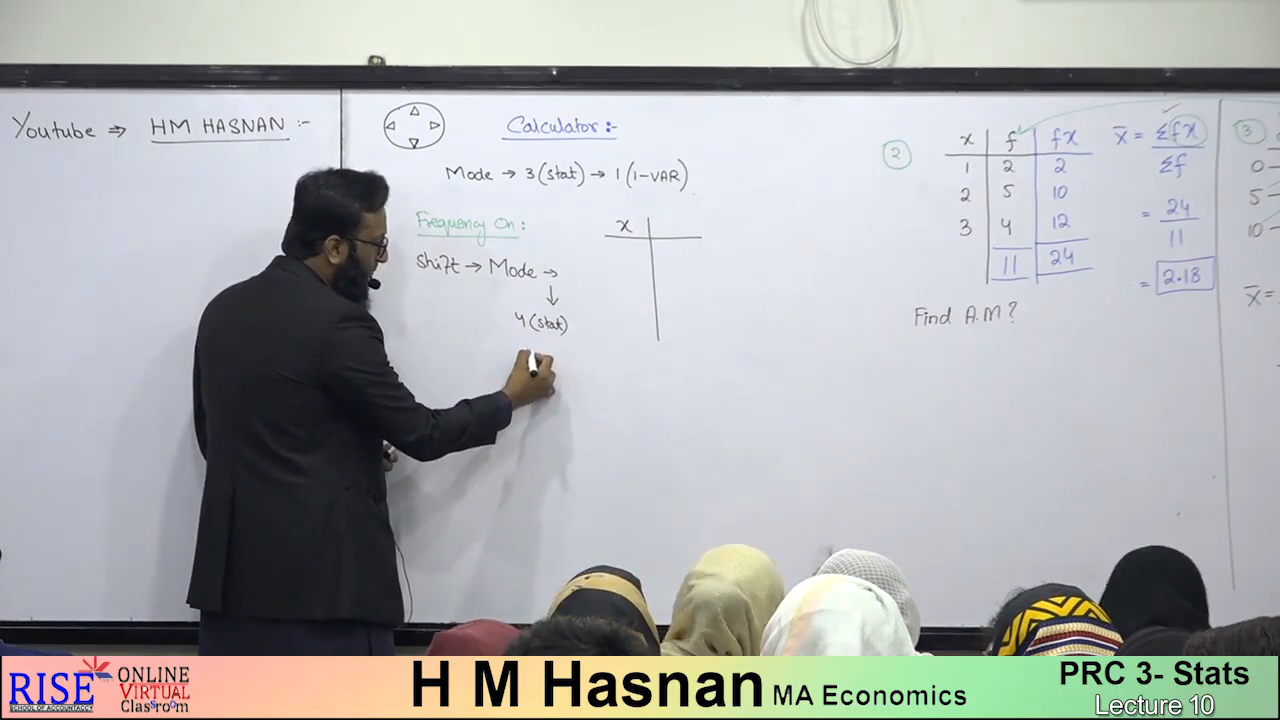 Youtube ⇒ HM HASNAN :-
Calculator:-
Mode → 3 (stat) → 1 (1-VAR)
Frequency On:
Shift → Mode →
↓
4 (stat)
x
2
x f fx
1 2 2
2 5 10
3 4 12
11 24
Find A.M?
x̄ = Σfx
Σf
= 24
11
= 2.18
3
0 -
5 -
10 -
x̄ =
RISE
SCHOOL OF ACCOUNTANCY
ONLINE
VIRTUAL
Classroom
H M Hasnan MA Economics
PRC 3- Stats
Lecture 10